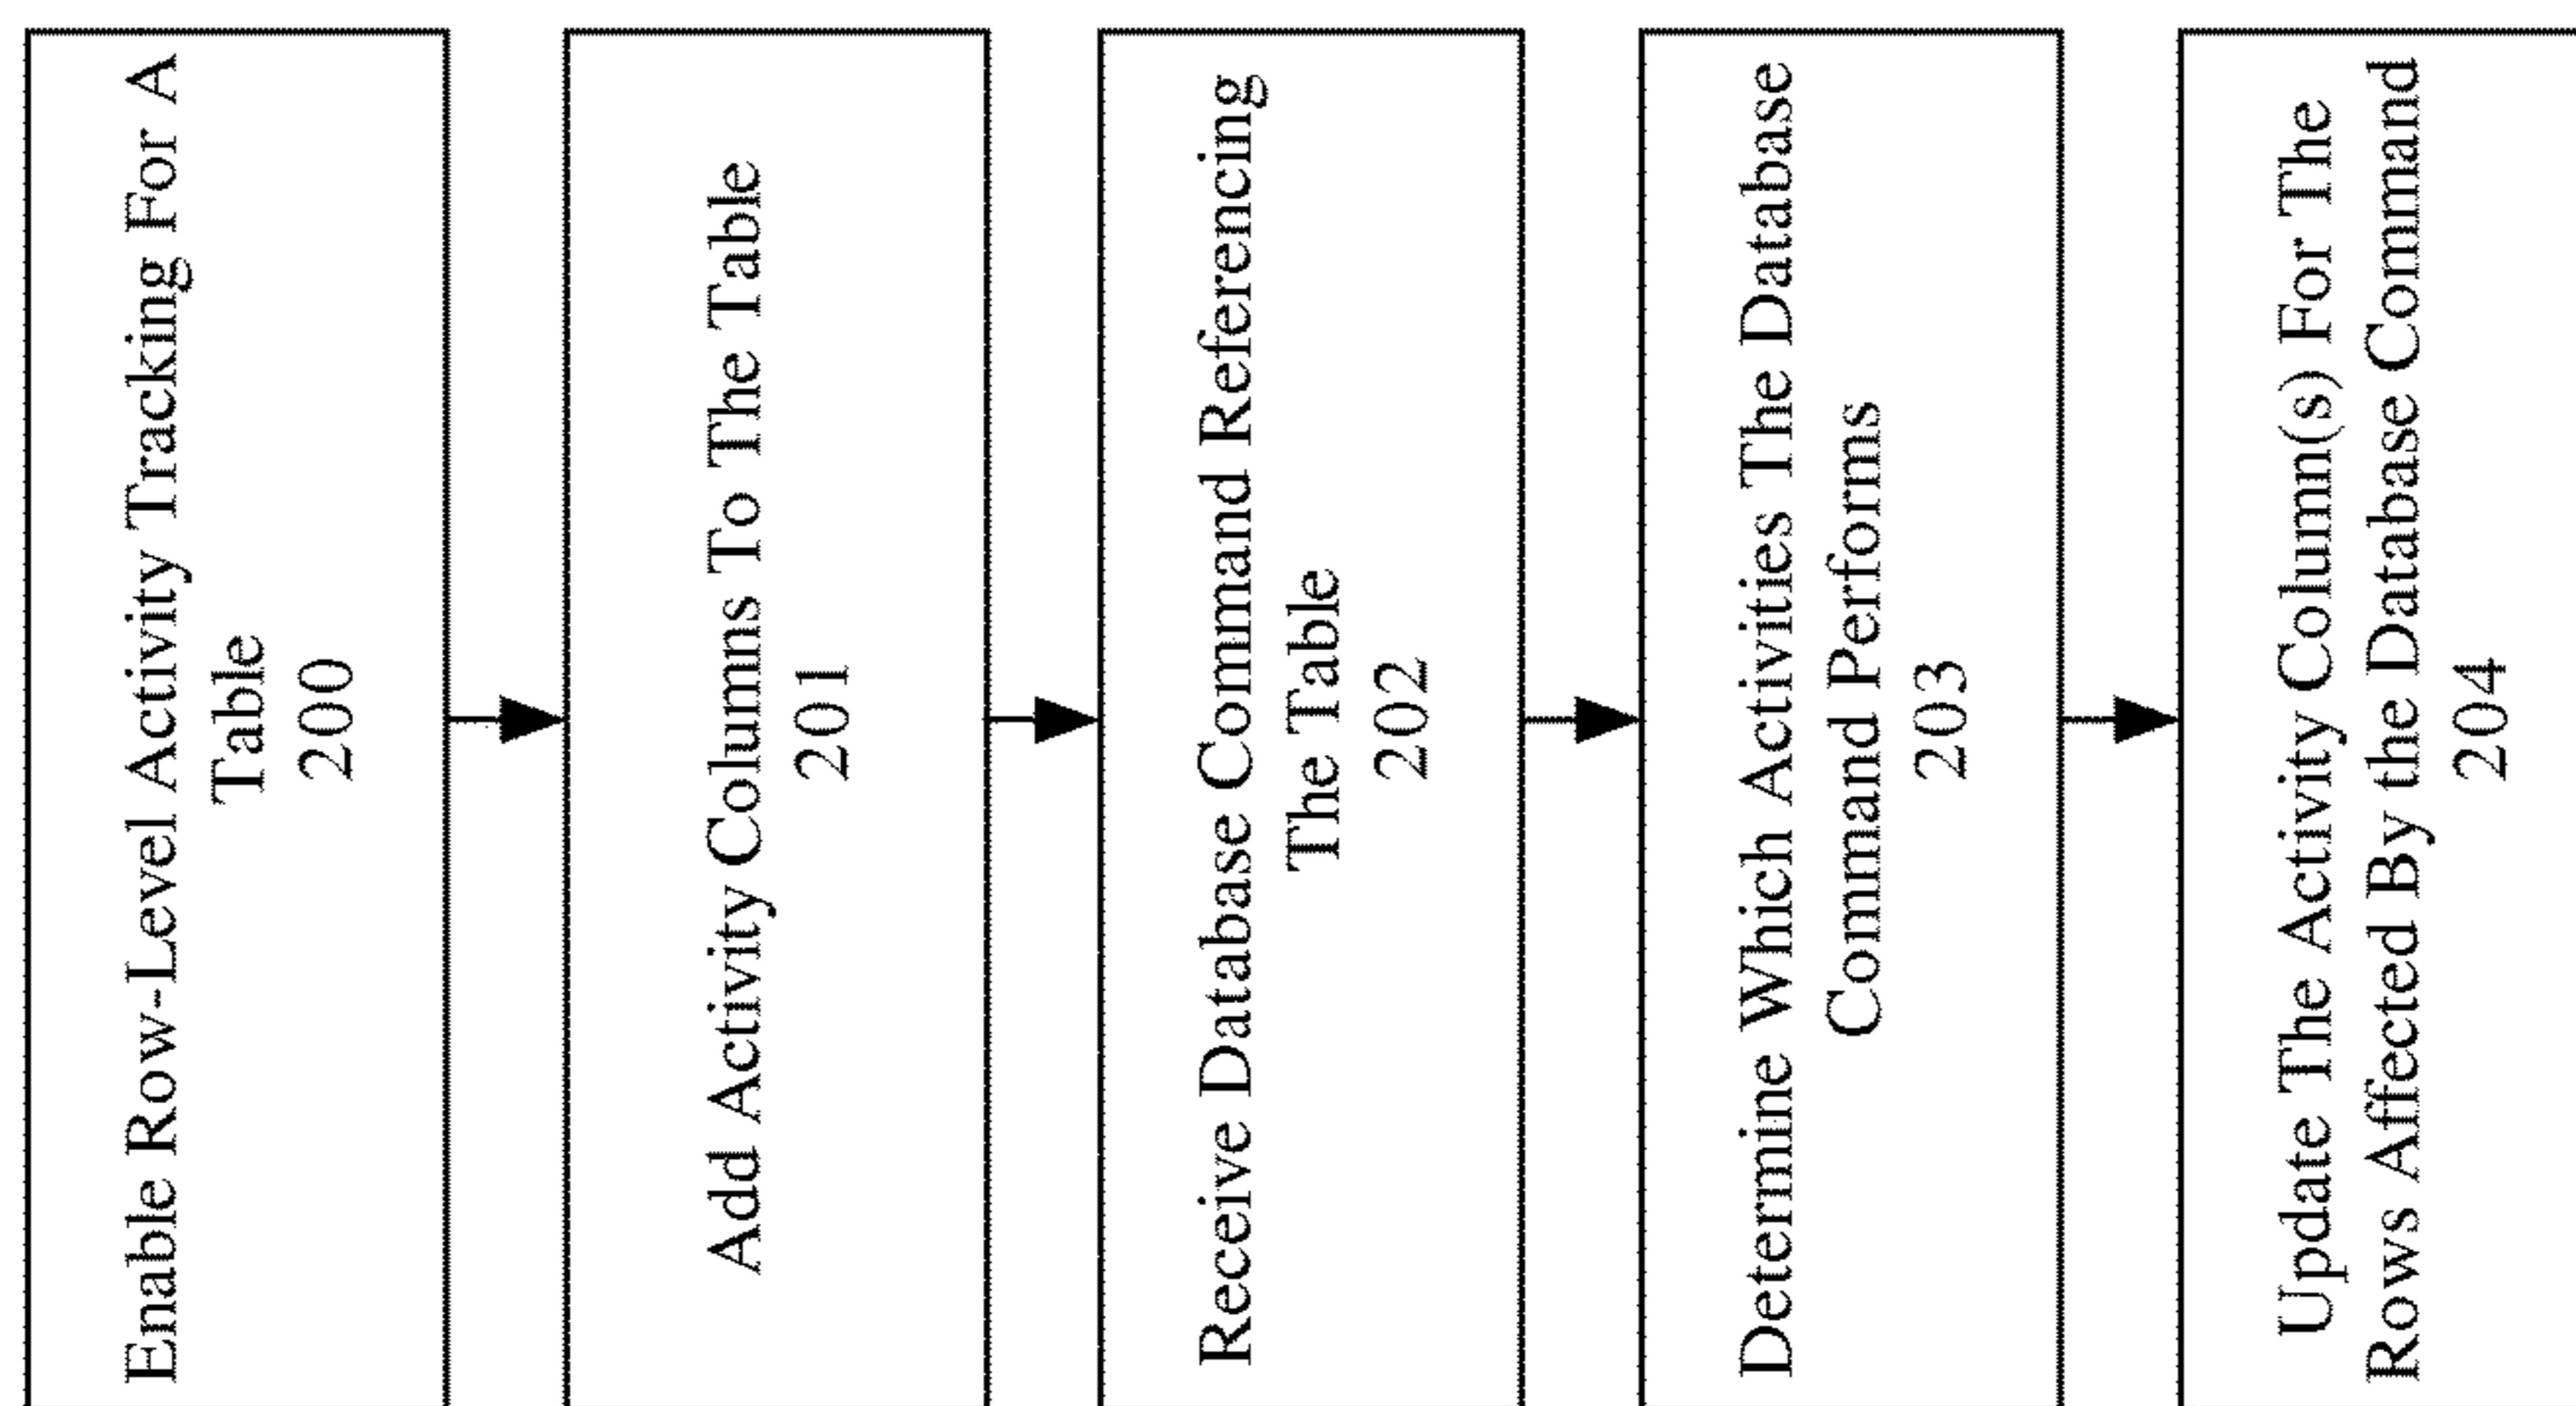 Enable Row-Level Activity Tracking For A
Table
200
Add Activity Columns To The Table
201
Receive Database Command Referencing
The Table
202
Determine Which Activities The Database
Command Performs
203
Update The Activity Column(s) For The
Rows Affected By the Database Command
204